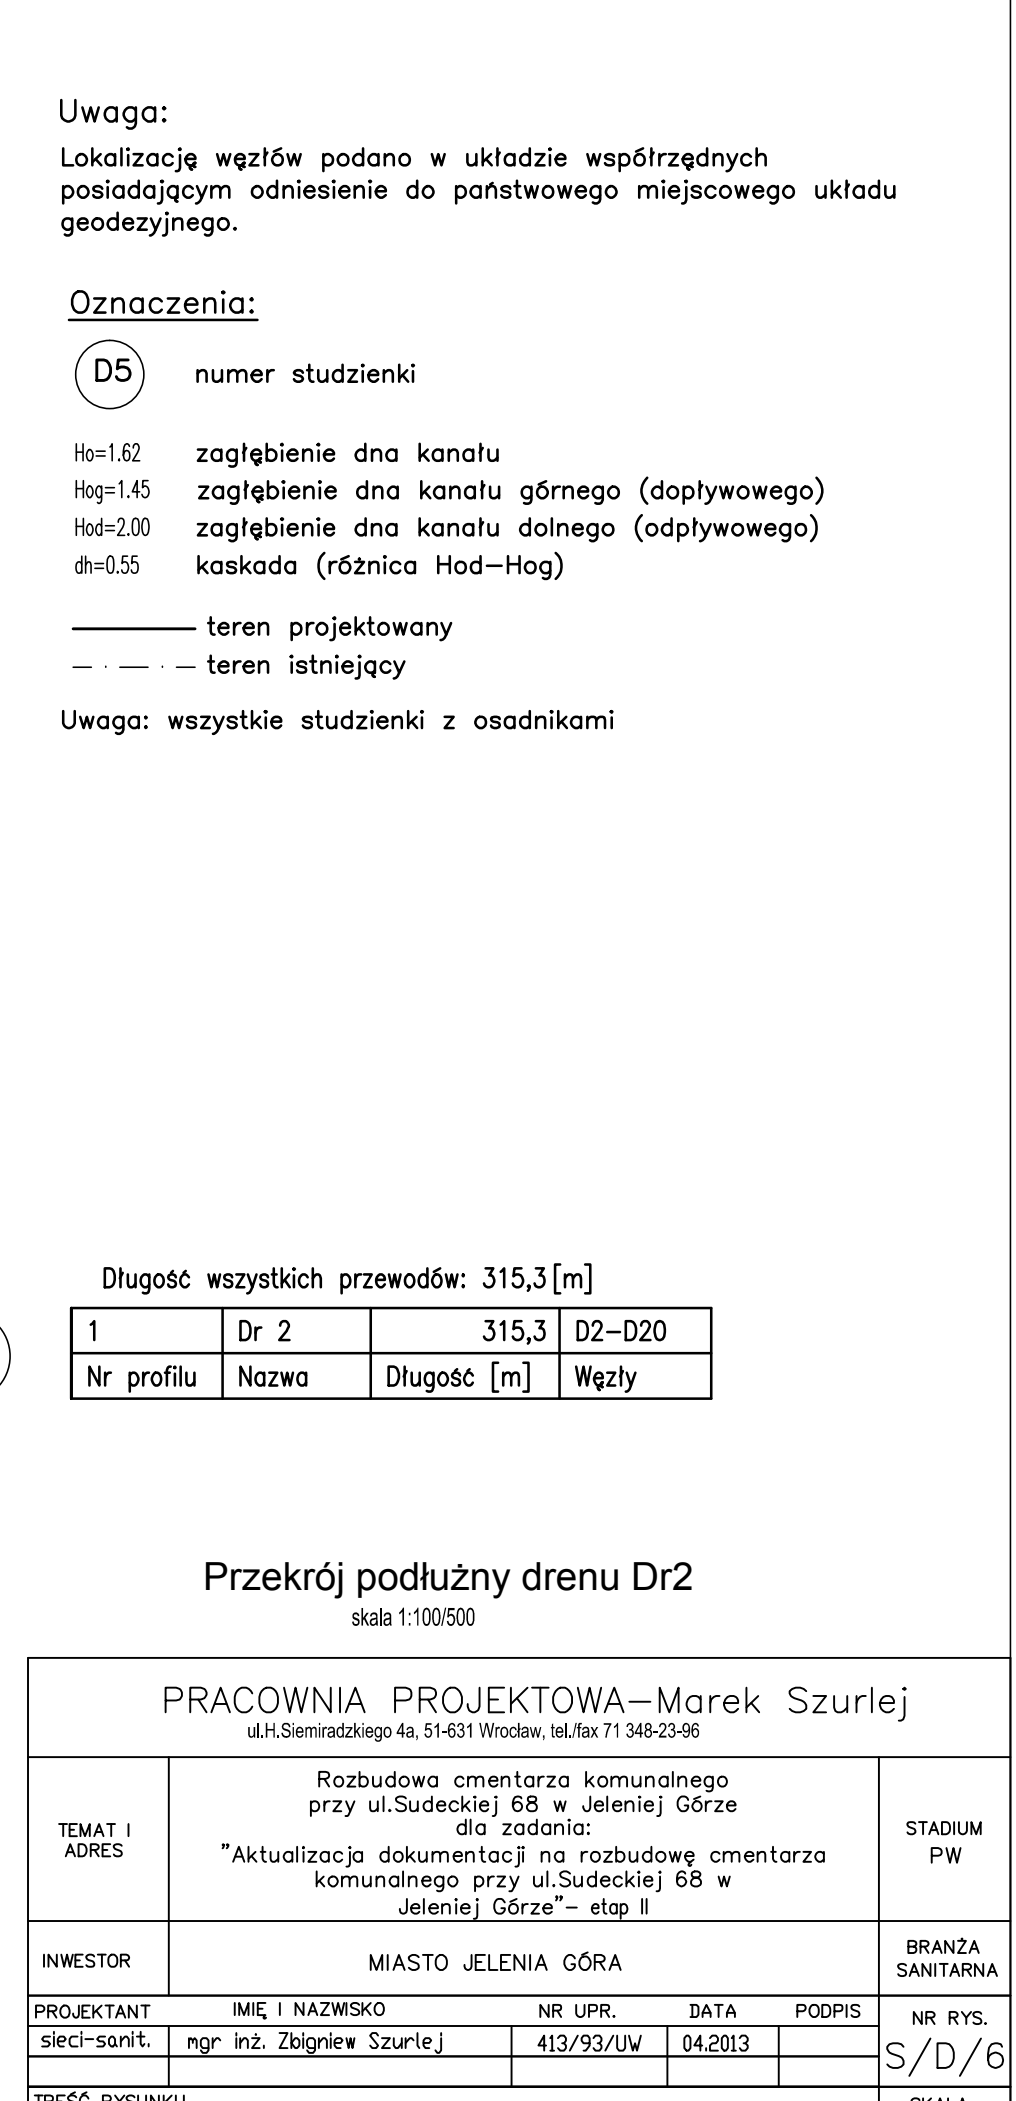 Uwaga:
Lokalizację węzłów podano w układzie współrzędnych
posiadającym odniesienie do państwowego miejscowego układu
geodezyjnego.
Oznaczenia:
D5 numer studzienki
Ho=1.62 zagłębienie dna kanału
Hog=1.45 zagłębienie dna kanału górnego (dopływowego)
Hod=2.00 zagłębienie dna kanału dolnego (odpływowego)
dh=0.55 kaskada (różnica Hod-Hog)
teren projektowany
teren istniejący
Uwaga: wszystkie studzienki z osadnikami
Długość wszystkich przewodów: 315,3[m]
1 Dr 2 315,3 D2-D20
Nr profilu Nazwa Długość [m] Węzły
Przekrój podłużny drenu Dr2
skala 1:100/500
PRACOWNIA PROJEKTOWA-Marek Szurlej
ul.H.Siemiradzkiego 4a, 51-631 Wrocław, tel./fax 71 348-23-96
TEMAT I
ADRES
Rozbudowa cmentarza komunalnego
przy ul.Sudeckiej 68 w Jeleniej Górze
dla zadania:
"Aktualizacja dokumentacji na rozbudowę cmentarza
komunalnego przy ul.Sudeckiej 68 w
Jeleniej Górze"- etap II
STADIUM
PW
INWESTOR
MIASTO JELENIA GÓRA
BRANŻA
SANITARNA
PROJEKTANT IMIĘ I NAZWISKO NR UPR. DATA PODPIS
sieci-sanit. mgr inż. Zbigniew Szurlej 413/93/UW 04.2013
NR RYS.
S/D/6
TREŚĆ RYSUNKU
SKALA